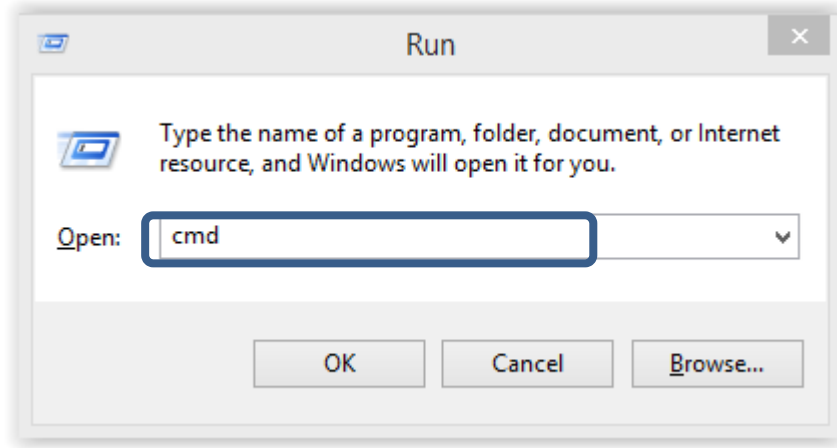 Run
Type the name of a program, folder, document, or Internet
resource, and Windows will open it for you.
Open: cmd
OK Cancel Browse...